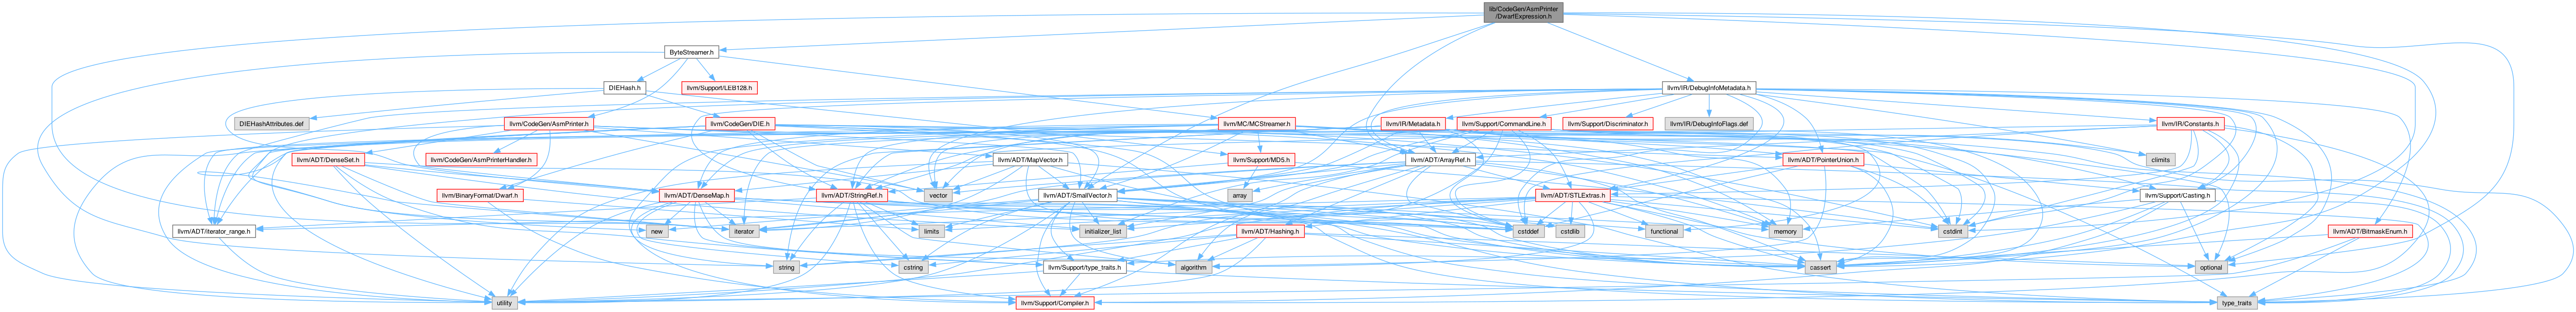 lib/CodeGen/AsmPrinter
/DwarfExpression.h
ByteStreamer.h
DIEHash.h
llvm/Support/LEB128.h
llvm/IR/DebugInfoMetadata.h
DIEHashAttributes.def
llvm/CodeGen/AsmPrinter.h
llvm/CodeGen/DIE.h
llvm/MC/MCStreamer.h
llvm/IR/Metadata.h
llvm/Support/CommandLine.h
llvm/Support/Discriminator.h
llvm/IR/DebugInfoFlags.def
llvm/IR/Constants.h
llvm/ADT/DenseSet.h
llvm/CodeGen/AsmPrinterHandler.h
llvm/ADT/MapVector.h
llvm/Support/MD5.h
llvm/ADT/ArrayRef.h
llvm/ADT/PointerUnion.h
climits
llvm/BinaryFormat/Dwarf.h
llvm/ADT/DenseMap.h
llvm/ADT/StringRef.h
vector
llvm/ADT/SmallVector.h
array
llvm/ADT/STLExtras.h
llvm/Support/Casting.h
llvm/ADT/iterator_range.h
new
iterator
limits
initializer_list
llvm/ADT/Hashing.h
cstddef
cstdlib
functional
memory
cstdint
llvm/ADT/BitmaskEnum.h
string
cstring
llvm/Support/type_traits.h
algorithm
cassert
optional
utility
llvm/Support/Compiler.h
type_traits